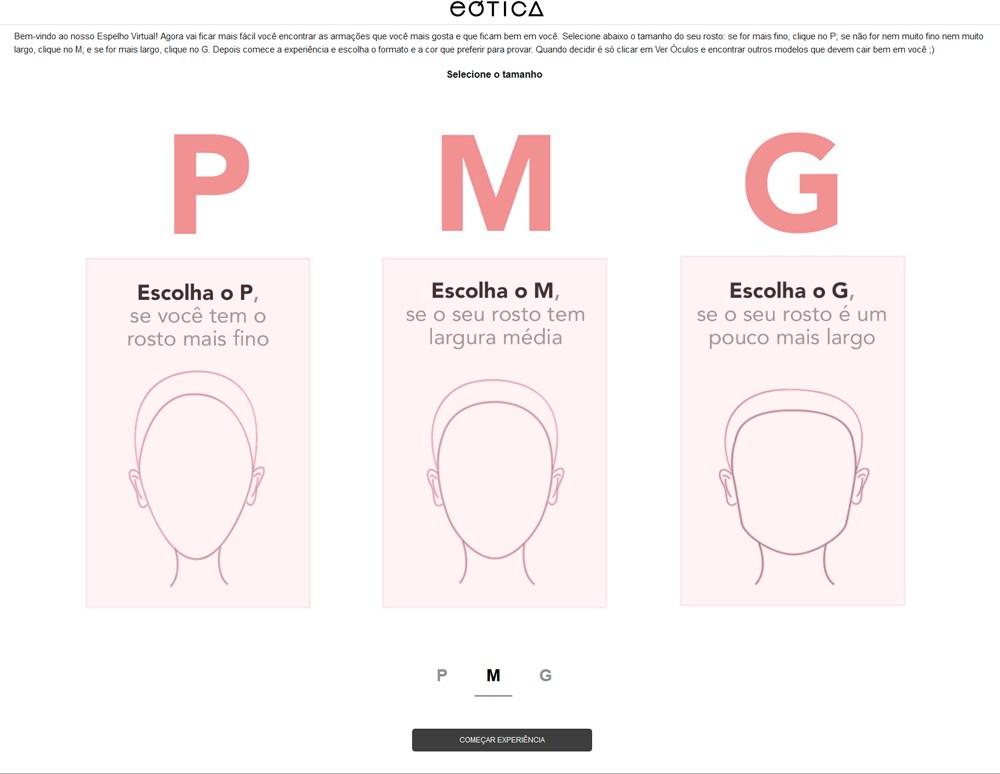 eÓTICA
Bem-vindo ao nosso Espelho Virtual! Agora vai ficar mais fácil você encontrar as armações que você mais gosta e que ficam bem em você. Selecione abaixo o tamanho do seu rosto: se for mais fino, clique no P; se não for nem muito fino nem muito
largo, clique no M; e se for mais largo, clique no G. Depois comece a experiência e escolha o formato e a cor que preferir para provar. Quando decidir é só clicar em Ver Óculos e encontrar outros modelos que devem cair bem em você ;)
Selecione o tamanho
P
M
G
Escolha o P,
se você tem o
rosto mais fino
Escolha o M,
se o seu rosto tem
largura média
Escolha o G,
se o seu rosto é um
pouco mais largo
P M G
COMEÇAR EXPERIÊNCIA